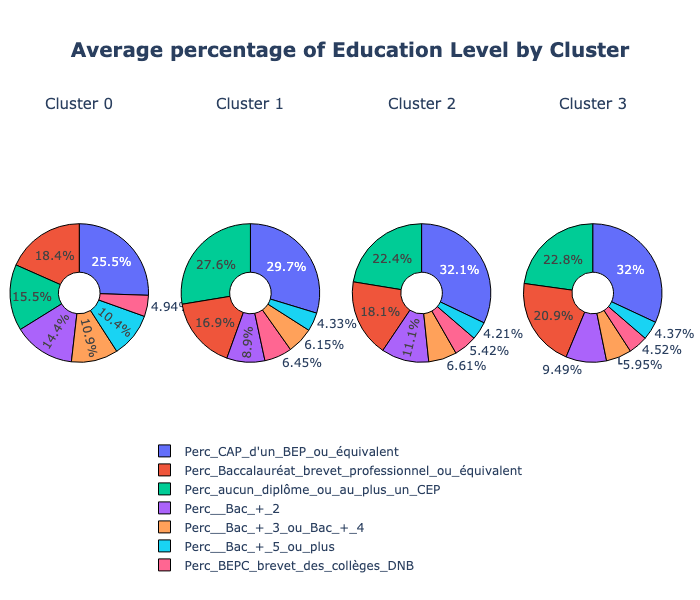 Average percentage of Education Level by Cluster
Cluster 0
Cluster 1
Cluster 2
Cluster 3
25.5%
4.94%
10.4%
10.9%
14.4%
15.5%
18.4%
29.7%
4.33%
6.15%
6.45%
8.9%
16.9%
27.6%
32.1%
4.21%
5.42%
6.61%
11.1%
18.1%
22.4%
32%
4.37%
4.52%
5.95%
9.49%
20.9%
22.8%
Perc_CAP_d'un_BEP_ou_équivalent
Perc_Baccalauréat_brevet_professionnel_ou_équivalent
Perc_aucun_diplôme_ou_au_plus_un_CEP
Perc__Bac_+_2
Perc__Bac_+_3_ou_Bac_+_4
Perc__Bac_+_5_ou_plus
Perc_BEPC_brevet_des_collèges_DNB